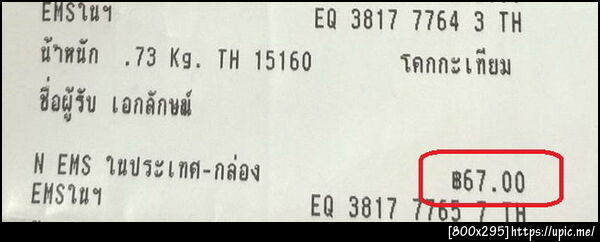 EMSในฯ EQ 3817 7764 3 TH
น้ำหนัก .73 Kg. TH 15160 โคกกะเทียม
ชื่อผู้รับ เอกลักษณ์
N EMS ในประเทศ-กล่อง ฿67.00
EMSในฯ EQ 3817 7765 7 TH
[800x295]https://upic.me/